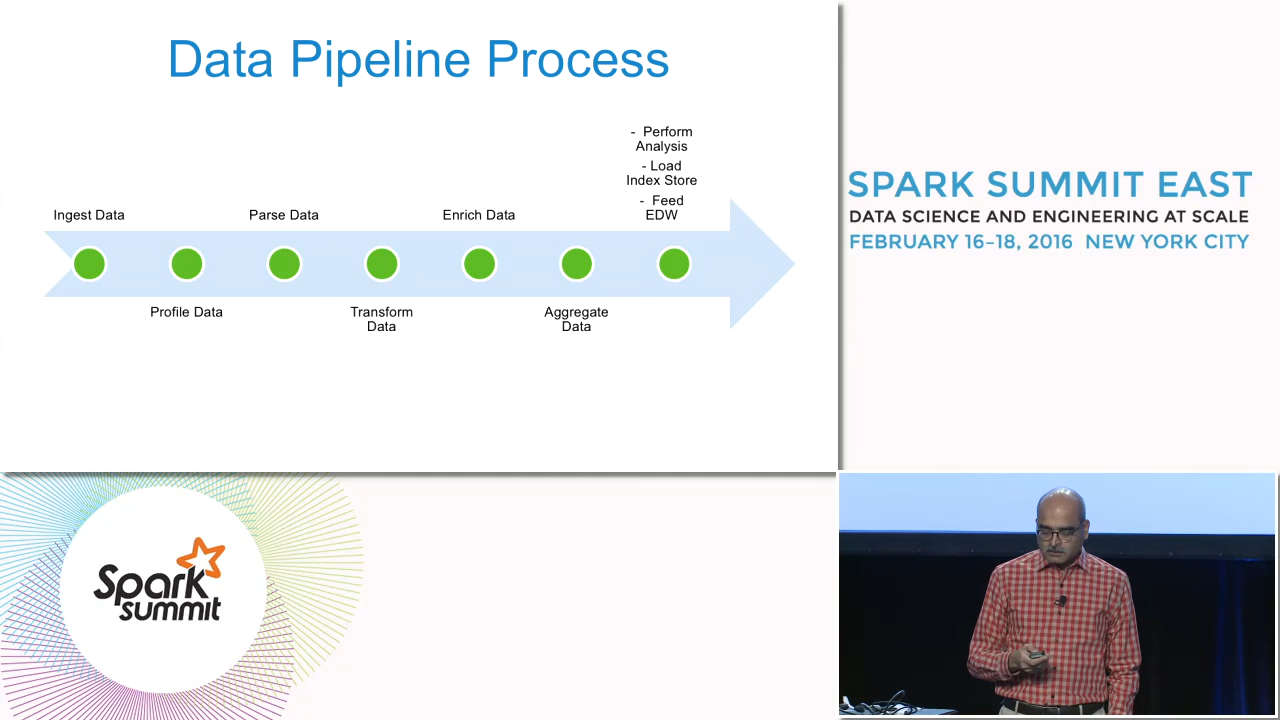 Data Pipeline Process
- Perform
Analysis
- Load
Index Store
- Feed
EDW
Ingest Data
Parse Data
Enrich Data
Profile Data
Transform
Data
Aggregate
Data
SPARK SUMMIT EAST
DATA SCIENCE AND ENGINEERING AT SCALE
FEBRUARY 16–18, 2016 NEW YORK CITY
Spark
summit